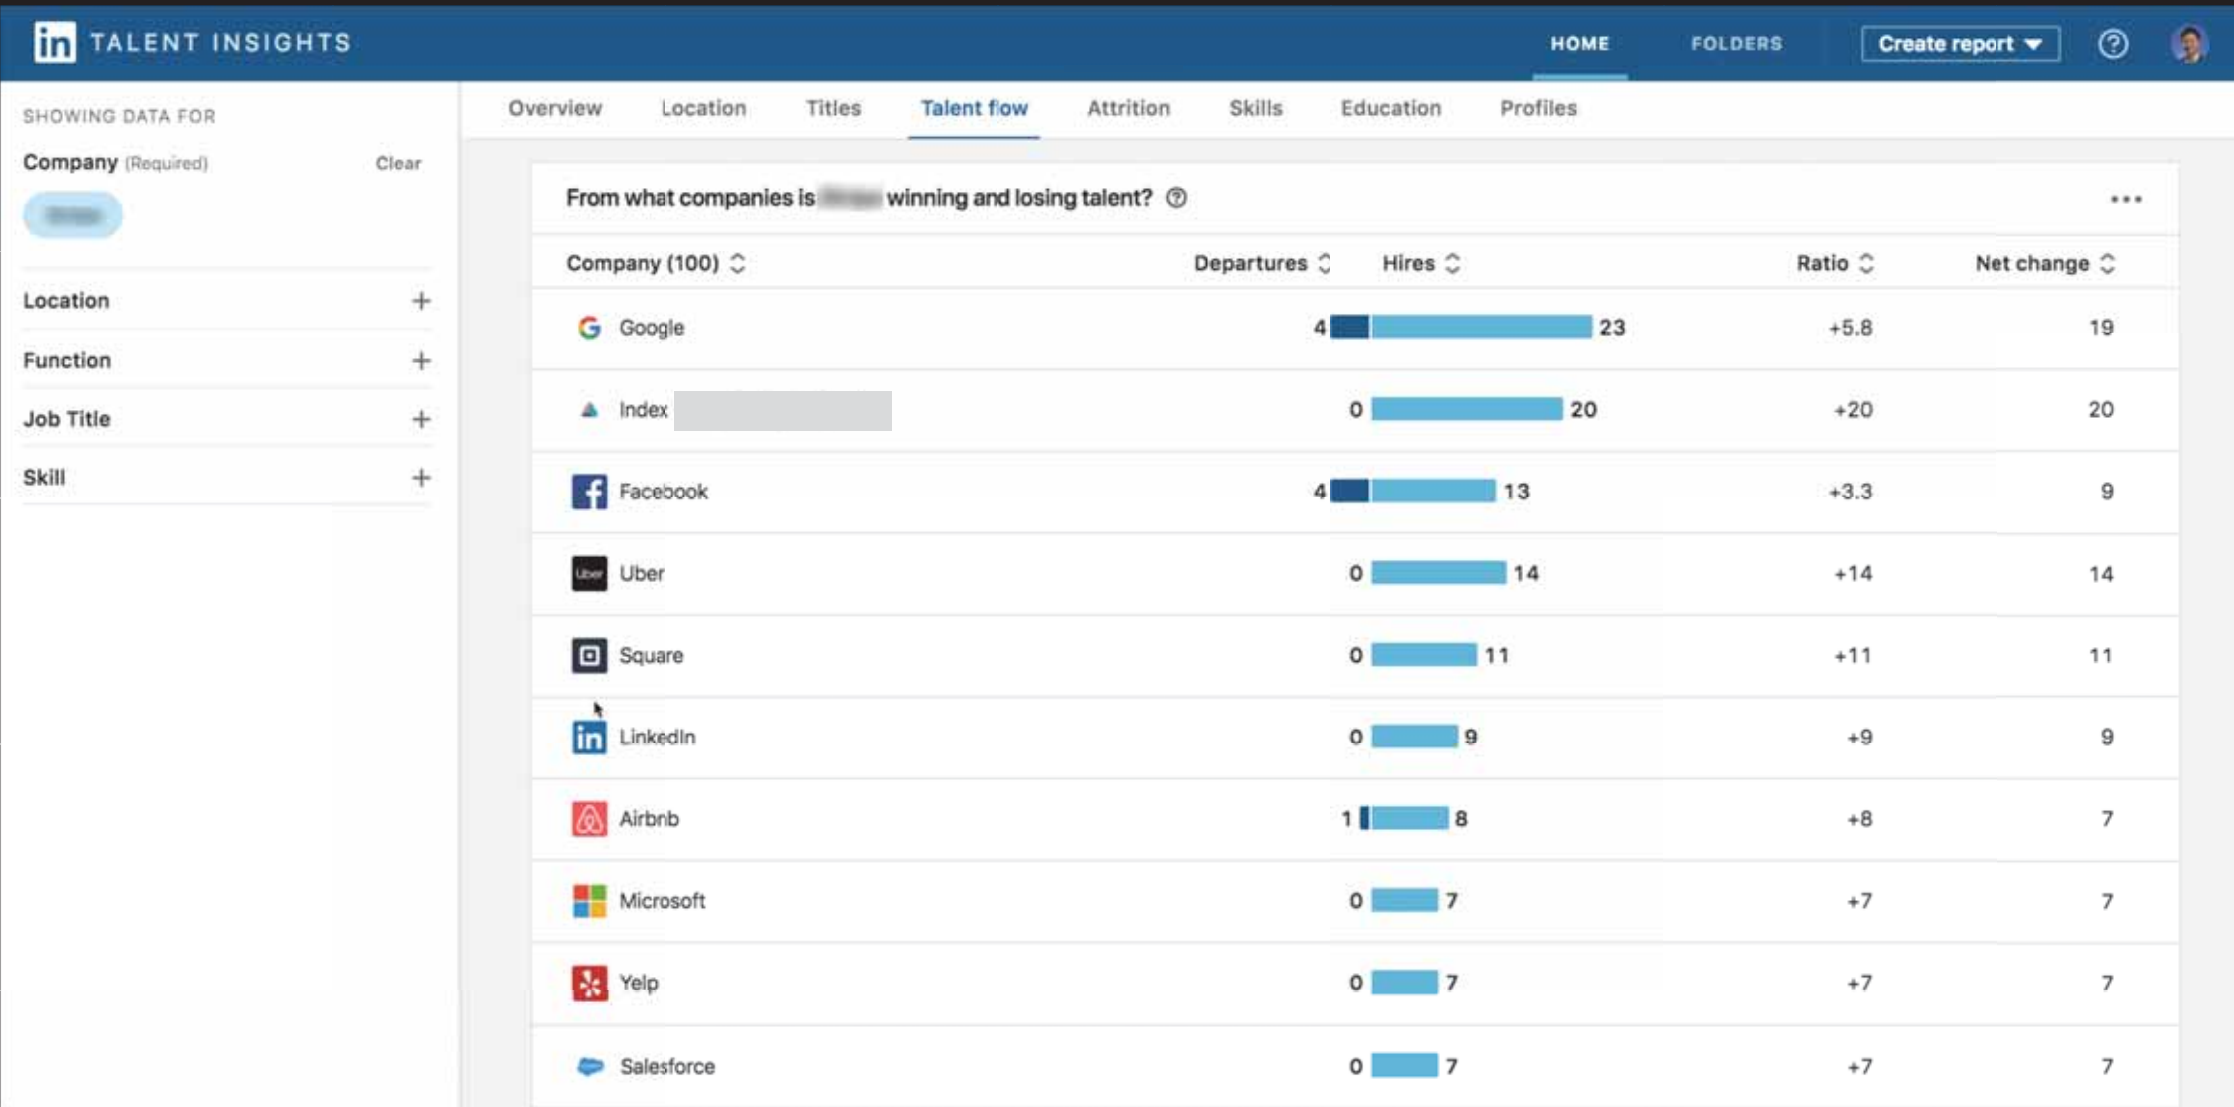 in TALENT INSIGHTS HOME FOLDERS Create report ?
SHOWING DATA FOR
Company (Required) Clear
Location +
Function +
Job Title +
Skill +
Overview Location Titles Talent flow Attrition Skills Education Profiles
From what companies is winning and losing talent? ?
Company (100) Departures Hires Ratio Net change
Google 4 23 +5.8 19
Index 0 20 +20 20
Facebook 4 13 +3.3 9
Uber Uber 0 14 +14 14
Square 0 11 +11 11
in LinkedIn 0 9 +9 9
Airbnb 1 8 +8 7
Microsoft 0 7 +7 7
Yelp 0 7 +7 7
Salesforce 0 7 +7 7